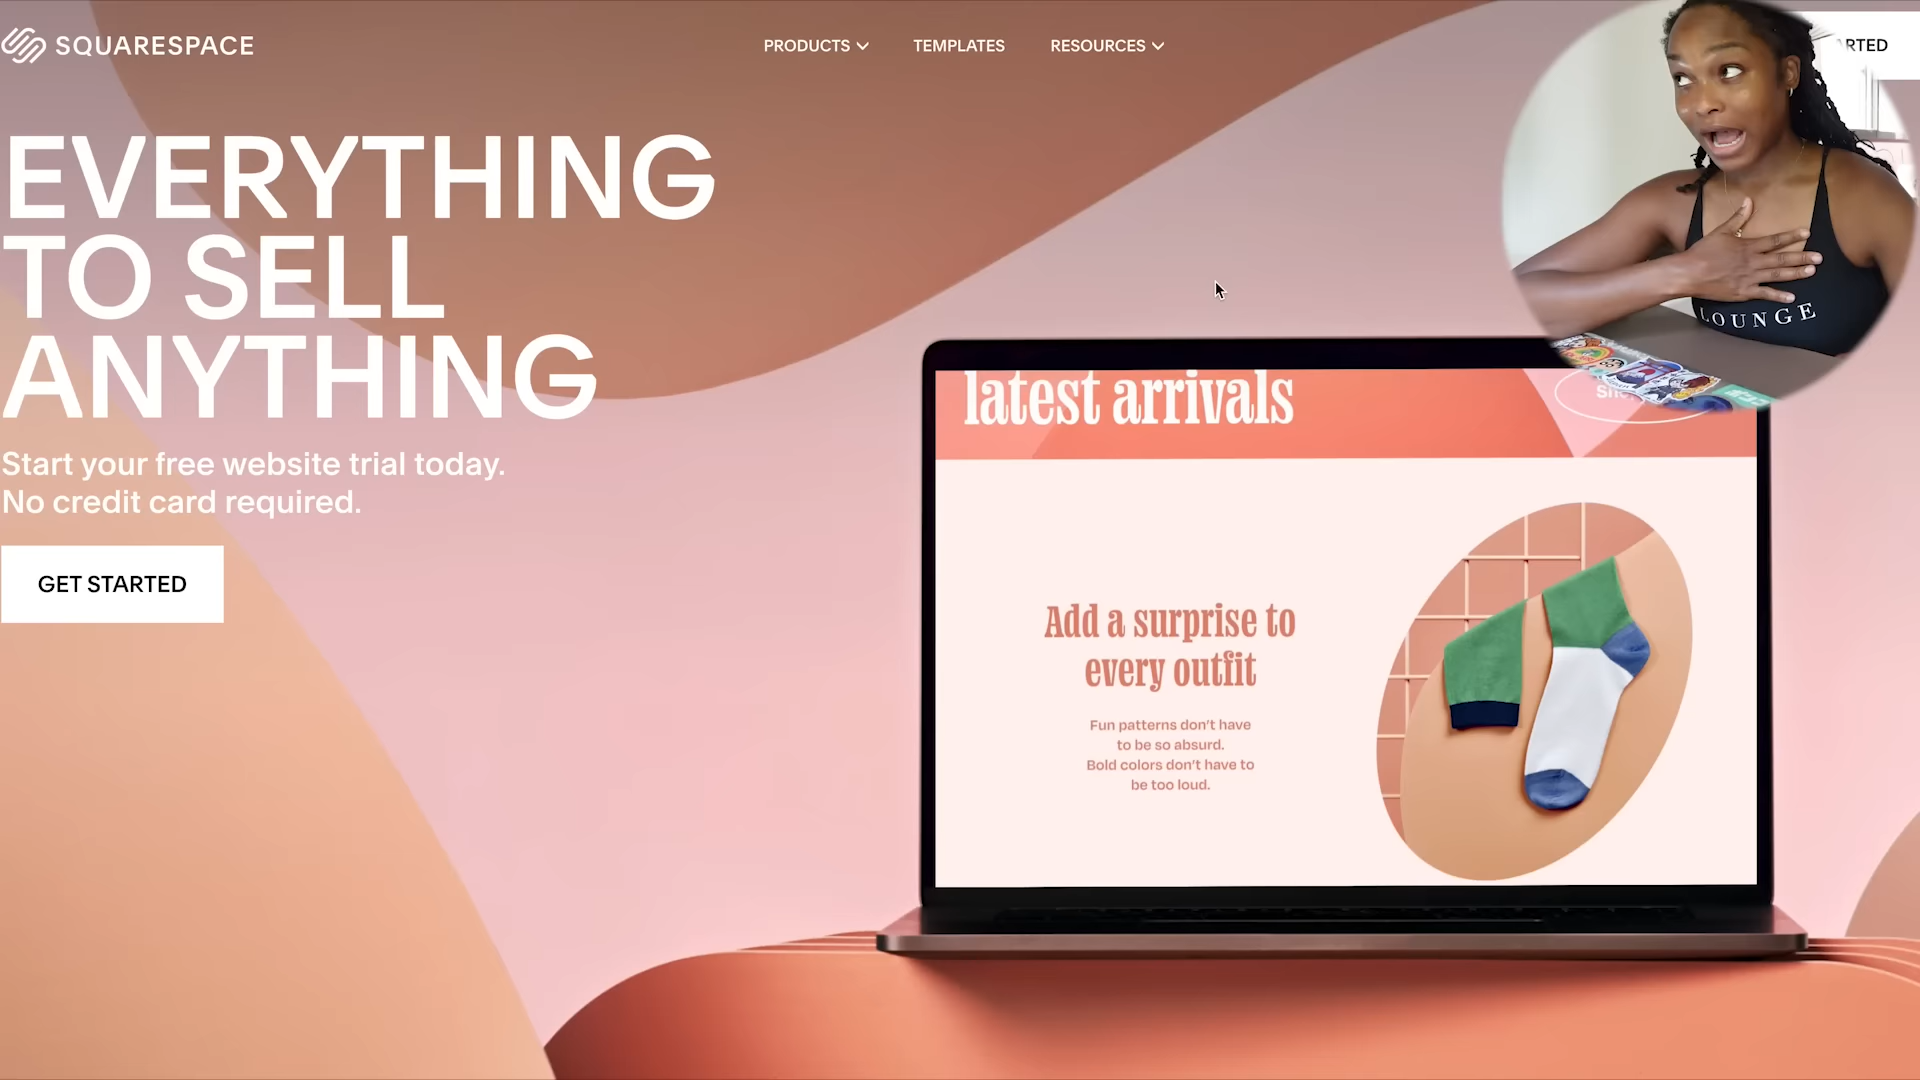 SQUARESPACE
PRODUCTS
TEMPLATES
RESOURCES
EVERYTHING
TO SELL
ANYTHING
Start your free website trial today.
No credit card required.
GET STARTED
latest arrivals
Add a surprise to
every outfit
Fun patterns don't have
to be so absurd.
Bold colors don't have to
be too loud.
LOUNGE